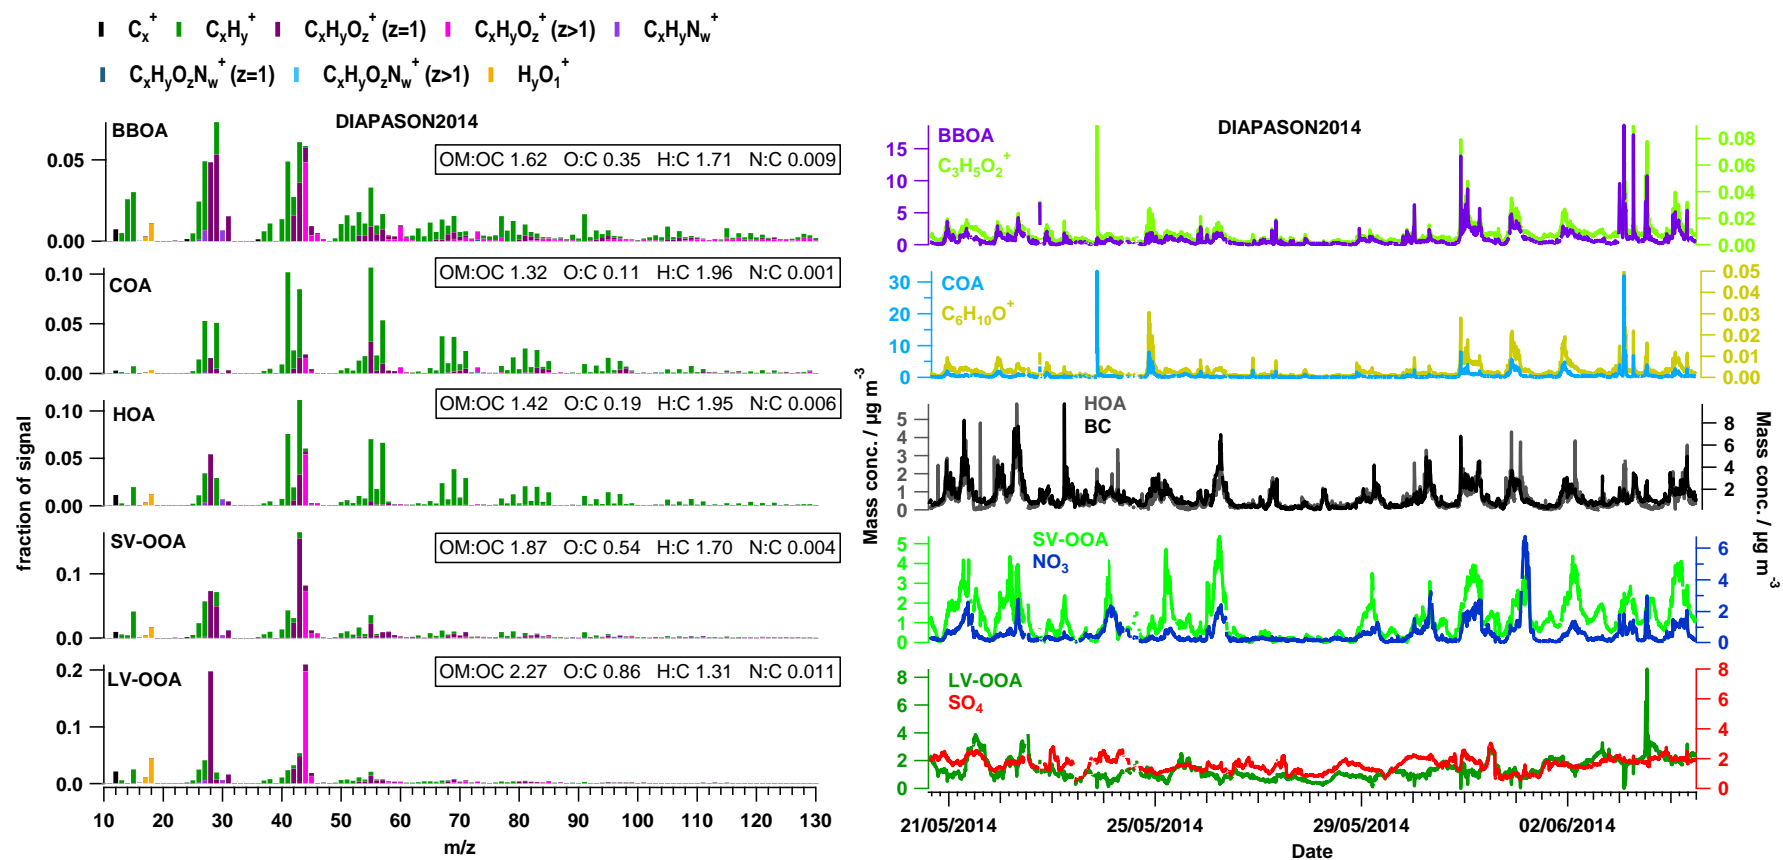 Cx+ CxHy+ CxHyOz+ (z=1) CxHyOz+ (z>1) CxHyNw+
CxHyOzNw+ (z=1) CxHyOzNw+ (z>1) HyO1+
DIAPASON2014
BBOA
OM:OC 1.62 O:C 0.35 H:C 1.71 N:C 0.009
0.05
0.00
COA
OM:OC 1.32 O:C 0.11 H:C 1.96 N:C 0.001
0.10
0.05
0.00
HOA
OM:OC 1.42 O:C 0.19 H:C 1.95 N:C 0.006
0.10
0.05
0.00
SV-OOA
OM:OC 1.87 O:C 0.54 H:C 1.70 N:C 0.004
0.1
0.0
LV-OOA
OM:OC 2.27 O:C 0.86 H:C 1.31 N:C 0.011
0.2
0.1
0.0
fraction of signal
10 20 30 40 50 60 70 80 90 100 110 120 130
m/z
DIAPASON2014
BBOA
C3H5O2+
15
10
5
0
0.08
0.06
0.04
0.02
0.00
COA
C6H10O+
30
20
10
0
0.05
0.04
0.03
0.02
0.01
0.00
HOA
BC
5
4
3
2
1
0
8
6
4
2
SV-OOA
NO3
5
4
3
2
1
0
6
4
2
0
LV-OOA
SO4
8
6
4
2
0
8
6
4
2
0
Mass conc. / µg m-3
Mass conc. / µg m-3
21/05/2014 25/05/2014 29/05/2014 02/06/2014
Date